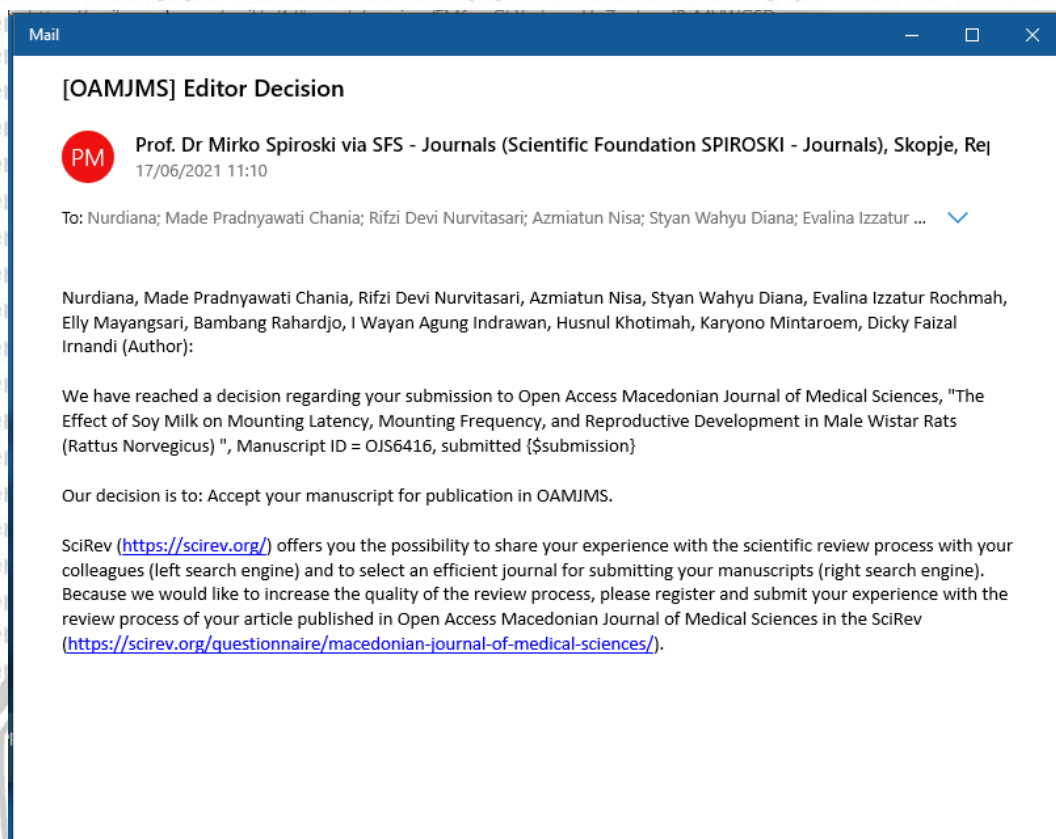 Mail
[OAMJMS] Editor Decision
PM
Prof. Dr Mirko Spiroski via SFS - Journals (Scientific Foundation SPIROSKI - Journals), Skopje, Rep
17/06/2021 11:10
To: Nurdiana; Made Pradnyawati Chania; Rifzi Devi Nurvitasari; Azmiatun Nisa; Styan Wahyu Diana; Evalina Izzatur ...
Nurdiana, Made Pradnyawati Chania, Rifzi Devi Nurvitasari, Azmiatun Nisa, Styan Wahyu Diana, Evalina Izzatur Rochmah,
Elly Mayangsari, Bambang Rahardjo, I Wayan Agung Indrawan, Husnul Khotimah, Karyono Mintaroem, Dicky Faizal
Irnandi (Author):
We have reached a decision regarding your submission to Open Access Macedonian Journal of Medical Sciences, "The
Effect of Soy Milk on Mounting Latency, Mounting Frequency, and Reproductive Development in Male Wistar Rats
(Rattus Norvegicus) ", Manuscript ID = OJS6416, submitted {$submission}
Our decision is to: Accept your manuscript for publication in OAMJMS.
SciRev (https://scirev.org/) offers you the possibility to share your experience with the scientific review process with your
colleagues (left search engine) and to select an efficient journal for submitting your manuscripts (right search engine).
Because we would like to increase the quality of the review process, please register and submit your experience with the
review process of your article published in Open Access Macedonian Journal of Medical Sciences in the SciRev
(https://scirev.org/questionnaire/macedonian-journal-of-medical-sciences/).